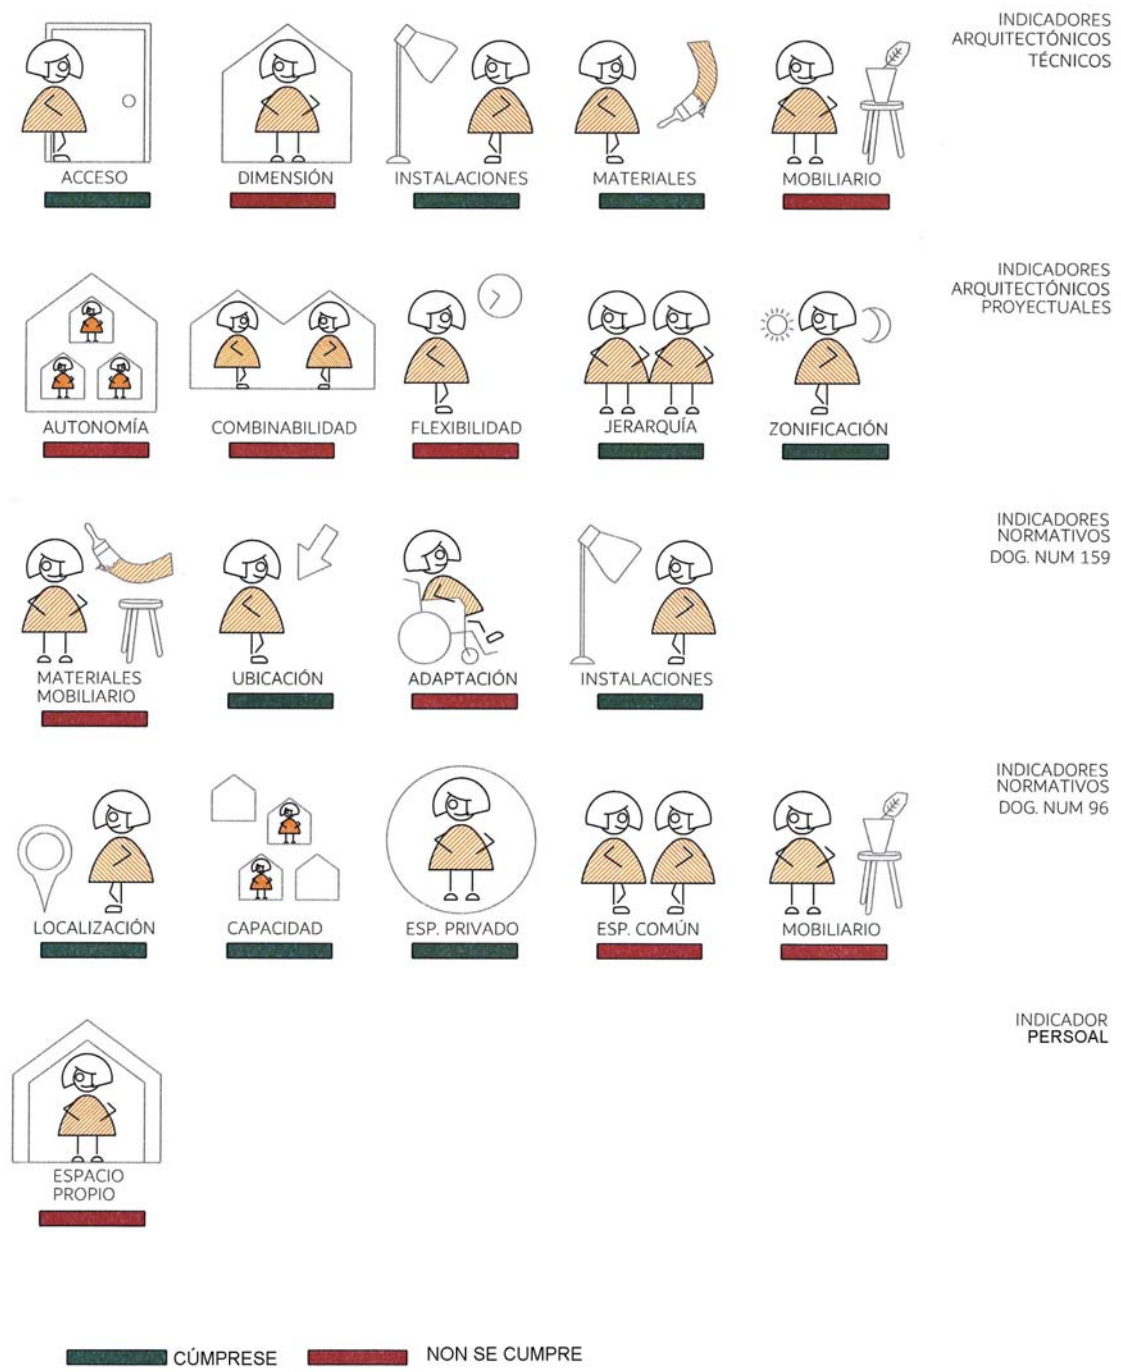 INDICADORES
ARQUITECTÓNICOS
TÉCNICOS
ACCESO
DIMENSIÓN
INSTALACIONES
MATERIALES
MOBILIARIO
INDICADORES
ARQUITECTÓNICOS
PROYECTUALES
AUTONOMÍA
COMBINABILIDAD
FLEXIBILIDAD
JERARQUÍA
ZONIFICACIÓN
INDICADORES
NORMATIVOS
DOG. NUM 159
MATERIALES
MOBILIARIO
UBICACIÓN
ADAPTACIÓN
INSTALACIONES
INDICADORES
NORMATIVOS
DOG. NUM 96
LOCALIZACIÓN
CAPACIDAD
ESP. PRIVADO
ESP. COMÚN
MOBILIARIO
INDICADOR
PERSOAL
ESPACIO
PROPIO
CÚMPRESE
NON SE CUMPRE